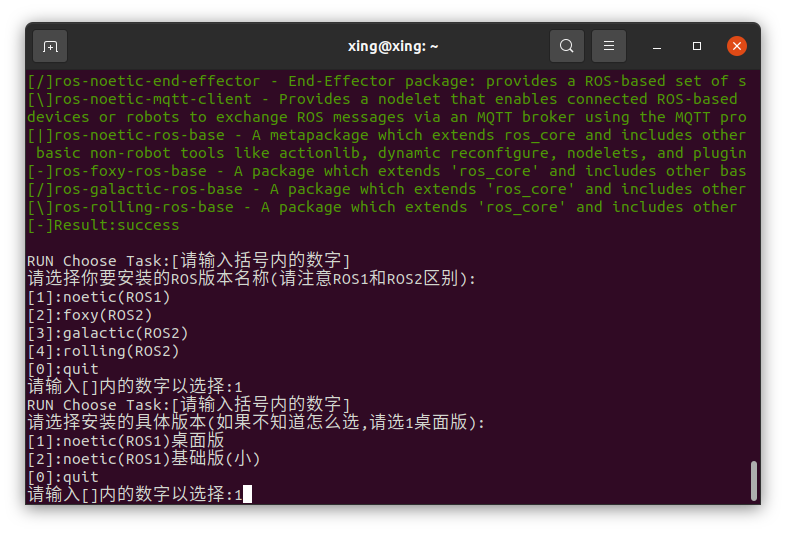 xing@xing: ~
[/]ros-noetic-end-effector - End-Effector package: provides a ROS-based set of s
[\]ros-noetic-mqtt-client - Provides a nodelet that enables connected ROS-based
devices or robots to exchange ROS messages via an MQTT broker using the MQTT pro
[|]ros-noetic-ros-base - A metapackage which extends ros_core and includes other
 basic non-robot tools like actionlib, dynamic reconfigure, nodelets, and plugin
[-]ros-foxy-ros-base - A package which extends 'ros_core' and includes other bas
[/]ros-galactic-ros-base - A package which extends 'ros_core' and includes other
[\]ros-rolling-ros-base - A package which extends 'ros_core' and includes other
[-]Result:success
RUN Choose Task:[请输入括号内的数字]
请选择你要安装的ROS版本名称(请注意ROS1和ROS2区别):
[1]:noetic(ROS1)
[2]:foxy(ROS2)
[3]:galactic(ROS2)
[4]:rolling(ROS2)
[0]:quit
请输入[]内的数字以选择:1
RUN Choose Task:[请输入括号内的数字]
请选择安装的具体版本(如果不知道怎么选,请选1桌面版):
[1]:noetic(ROS1)桌面版
[2]:noetic(ROS1)基础版(小)
[0]:quit
请输入[]内的数字以选择:1